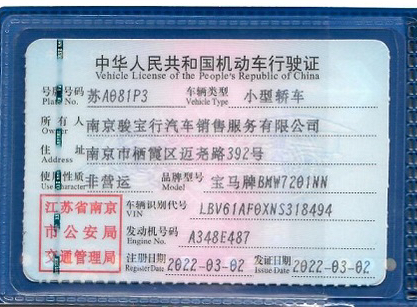 中华人民共和国机动车行驶证
Vehicle License of the People's Republic of China
号牌号码 苏A081P3 车辆类型 小型轿车
Plate No. Vehicle Type
所有人 南京骏宝行汽车销售服务有限公司
Owner
住址 南京市栖霞区迈尧路392号
Address
使用性质 非营运 品牌型号 宝马牌BMW7201NN
Use Character Model
江苏省南京
市公安局
交通管理局
车辆识别代号 LBV61AF0XNS318494
VIN
发动机号码 A348E487
Engine No.
注册日期 2022-03-02 发证日期 2022-03-02
Register Date Issue Date